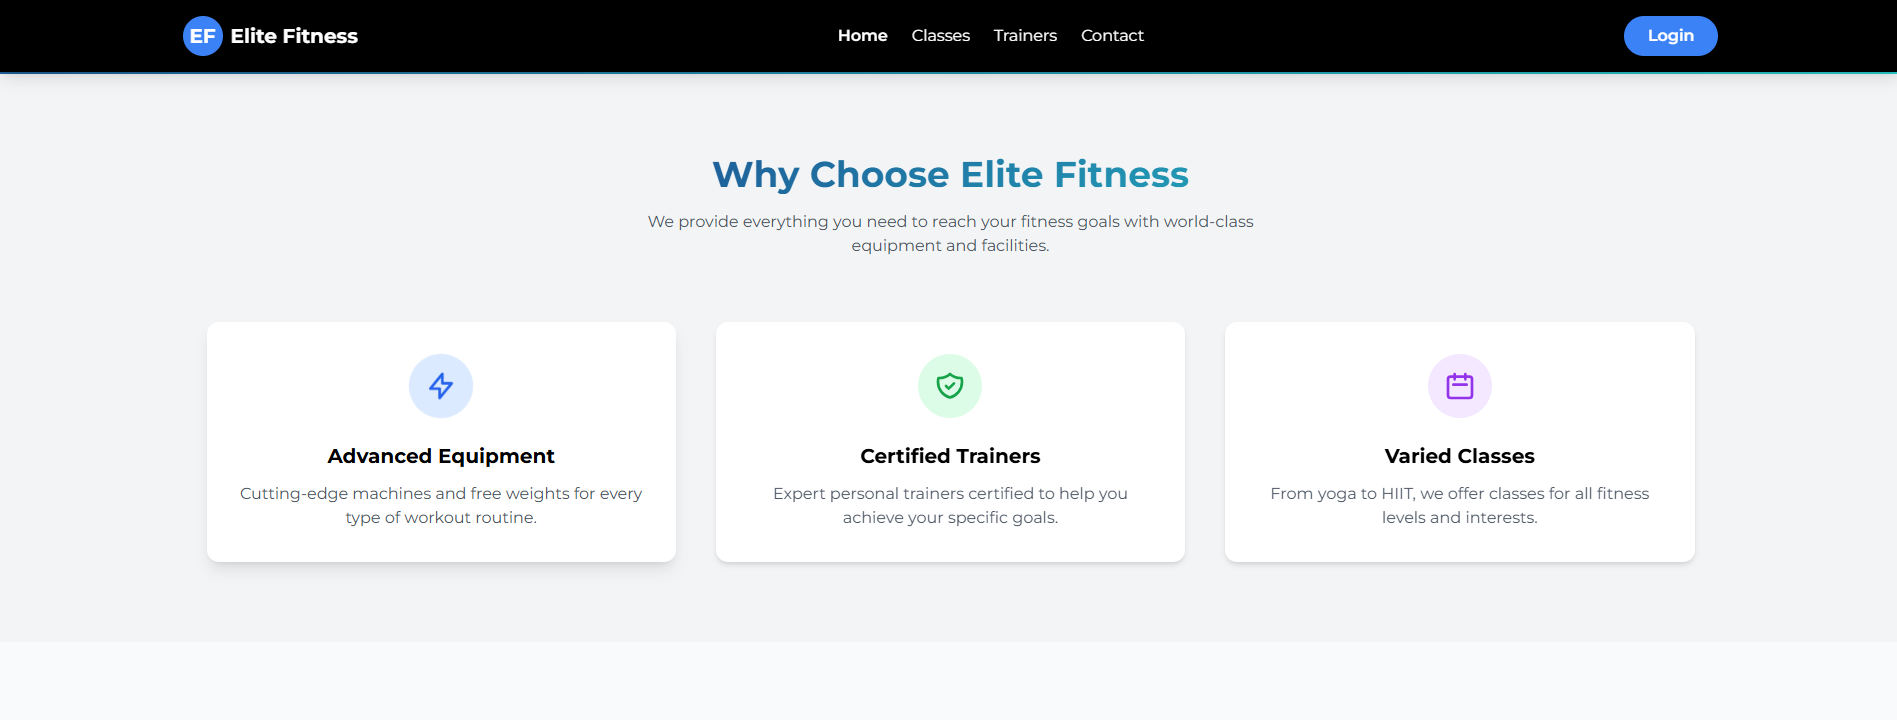 EF Elite Fitness
Home Classes Trainers Contact
Login
Why Choose Elite Fitness
We provide everything you need to reach your fitness goals with world-class
equipment and facilities.
Advanced Equipment
Cutting-edge machines and free weights for every
type of workout routine.
Certified Trainers
Expert personal trainers certified to help you
achieve your specific goals.
Varied Classes
From yoga to HIIT, we offer classes for all fitness
levels and interests.